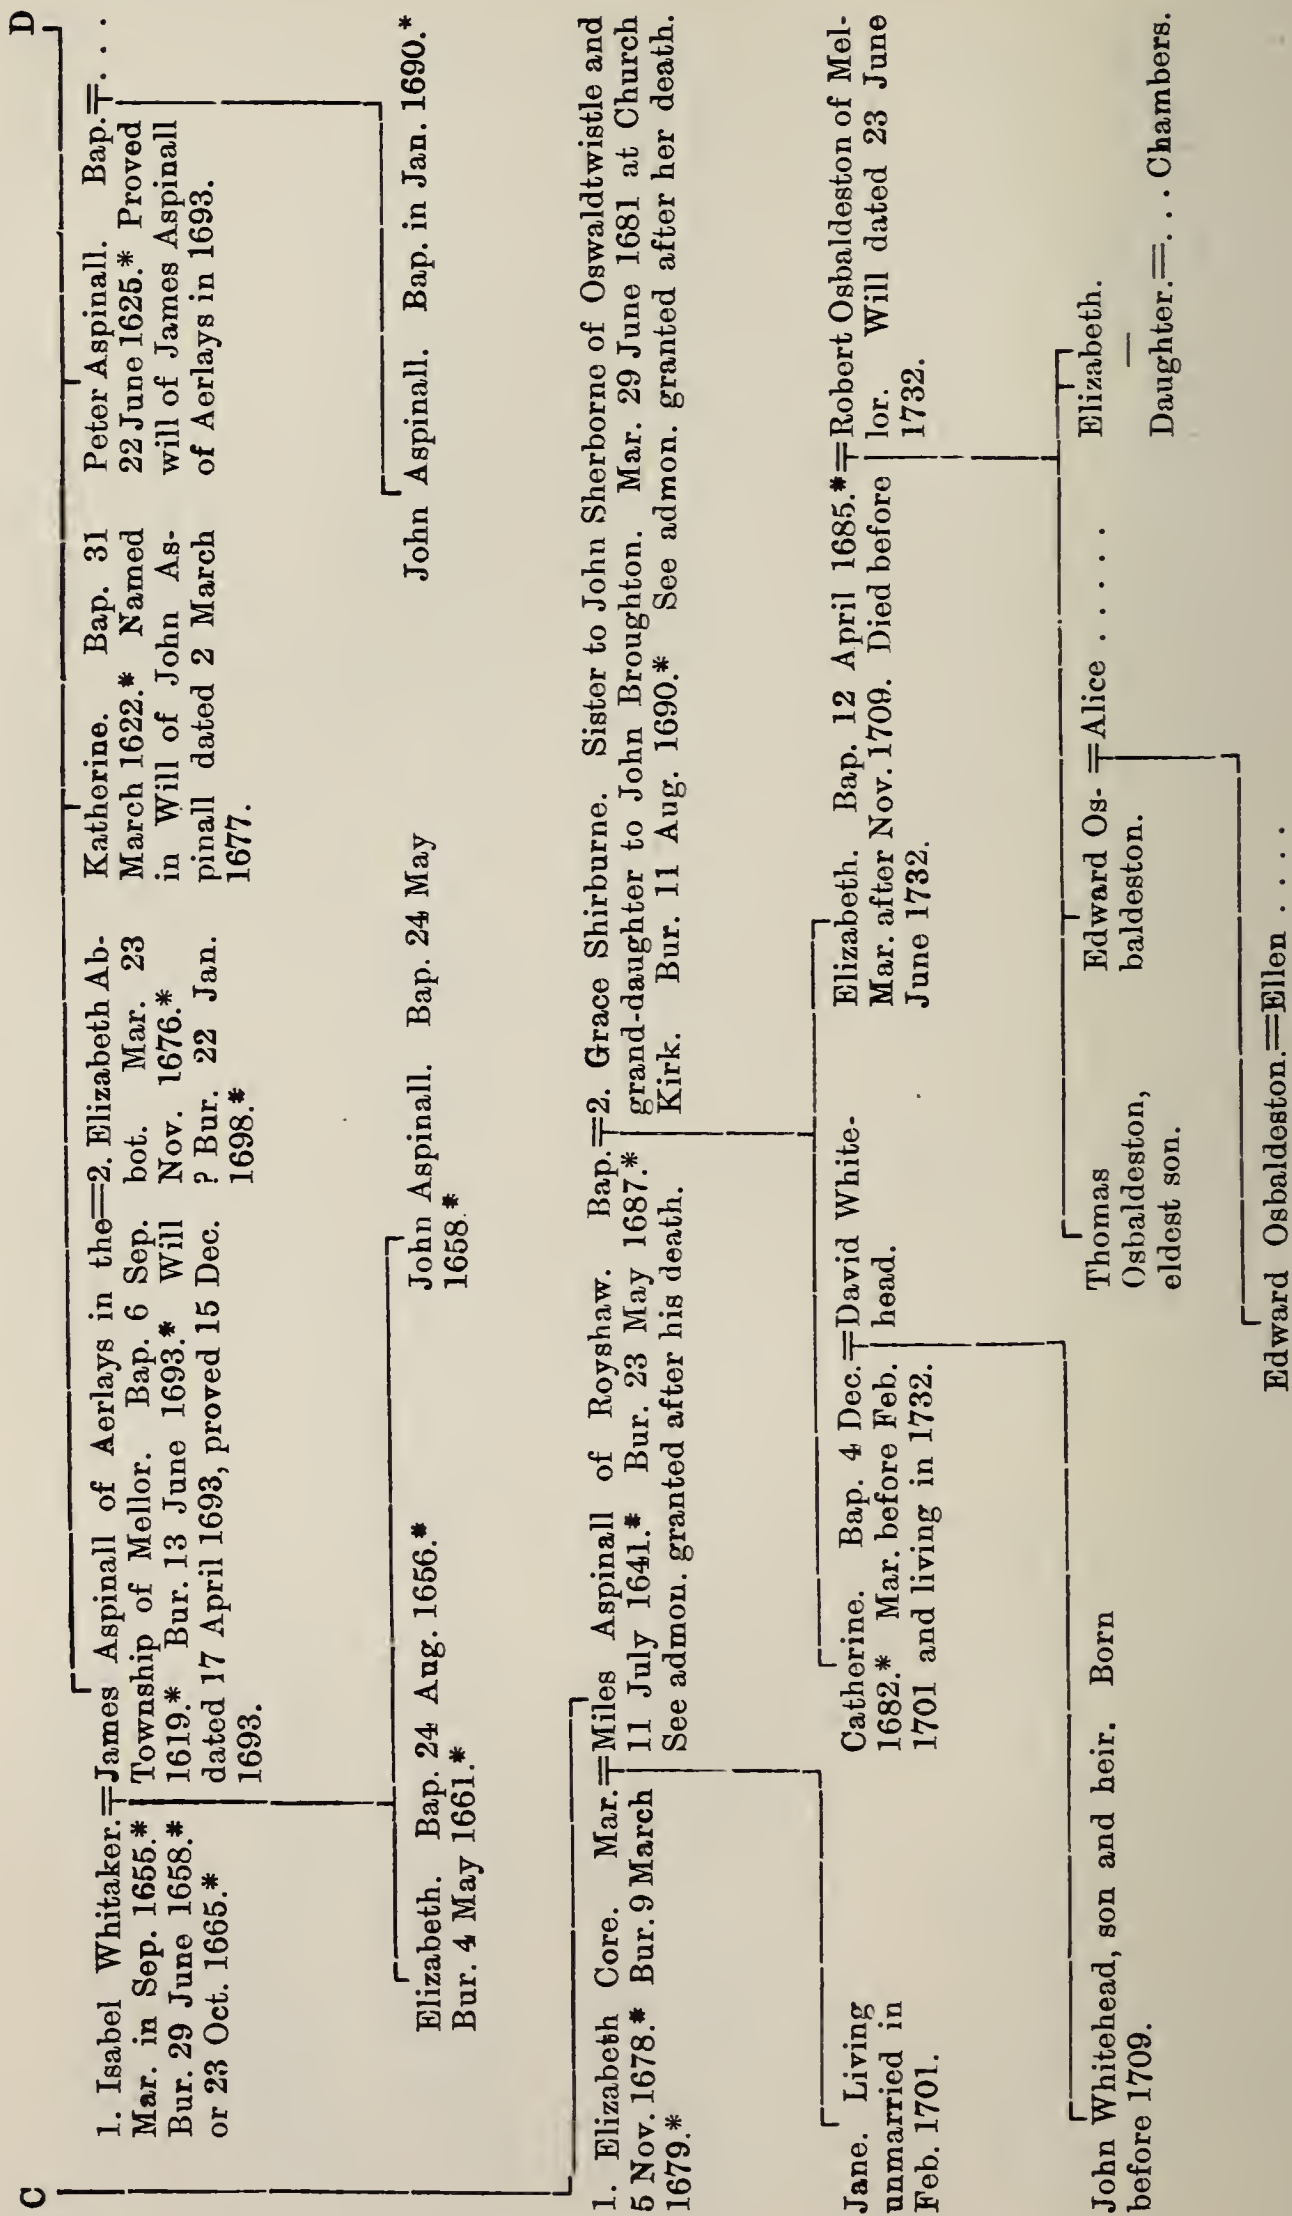 C
D
1. Isabel Whitaker.=James Aspinall of Aerlays in the=2. Elizabeth Ab-
Mar. in Sep. 1655.*
Bur. 29 June 1658.*
or 23 Oct. 1665.*
Township of Mellor. Bap. 6 Sep.
1619.* Bur. 13 June 1693.* Will
dated 17 April 1693, proved 15 Dec.
1693.
bot. Mar. 23
Nov. 1676.*
? Bur. 22 Jan.
1698.*
Katherine. Bap. 31
March 1622.* Named
in Will of John As-
pinall dated 2 March
1677.
Peter Aspinall. Bap.=. . .
22 June 1625.* Proved
will of James Aspinall
of Aerlays in 1693.
Elizabeth. Bap. 24 Aug. 1656.*
Bur. 4 May 1661.*
John Aspinall. Bap. 24 May
1658.*
John Aspinall. Bap. in Jan. 1690.*
1. Elizabeth Core. Mar.=Miles Aspinall of Royshaw. Bap.=2. Grace Shirburne. Sister to John Sherborne of Oswaldtwistle and
5 Nov. 1678.* Bur. 9 March
1679.*
11 July 1641.* Bur. 23 May 1687.*
See admon. granted after his death.
grand-daughter to John Broughton. Mar. 29 June 1681 at Church
Kirk. Bur. 11 Aug. 1690.* See admon. granted after her death.
Jane. Living
unmarried in
Feb. 1701.
Catherine. Bap. 4 Dec.=David White-
1682.* Mar. before Feb.
1701 and living in 1732.
head.
Elizabeth. Bap. 12 April 1685.*=Robert Osbaldeston of Mel-
Mar. after Nov. 1709. Died before
June 1732.
lor. Will dated 23 June
1732.
John Whitehead, son and heir. Born
before 1709.
Thomas
Osbaldeston,
eldest son.
Edward Os-=Alice . . . . .
baldeston.
Elizabeth.
—
Daughter.=. . . Chambers.
Edward Osbaldeston.=Ellen . . . .